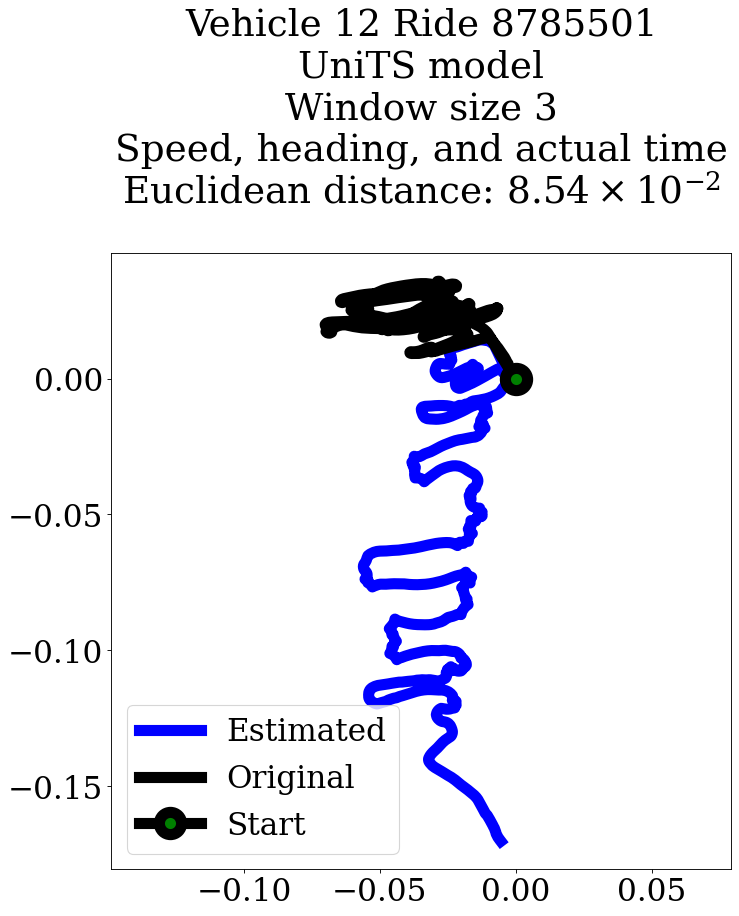 Vehicle 12 Ride 8785501
UniTS model
Window size 3
Speed, heading, and actual time
Euclidean distance: $8.54 \times 10^{-2}$
0.00
−0.05
−0.10
−0.15
Estimated
Original
Start
−0.10 −0.05 0.00 0.05